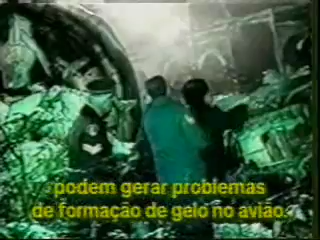 podem gerar problemas
de formação de gelo no avião.